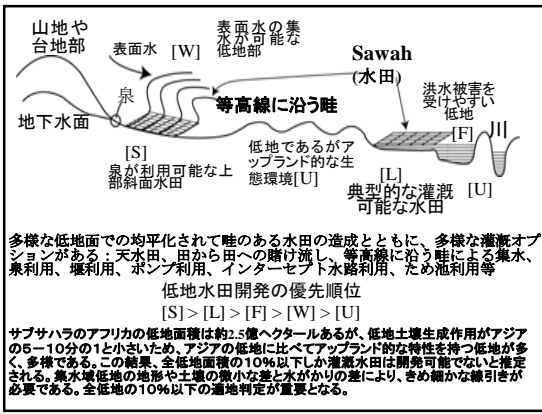 山地や
台地部
表面水
[W]
表面水の集
水が可能な
低地部
Sawah
(水田)
泉
等高線に沿う畦
洪水被害を
受けやすい
低地
[F]
川
地下水面
[S]
泉が利用可能な上
部斜面水田
低地であるがア
ップランド的な生
態環境[U]
[L]
典型的な灌漑
可能な水田
[U]
多様な低地面での均平化されて畦のある水田の造成とともに、多様な灌漑オプ
ションがある：天水田、田から田への賭け流し、等高線に沿う畦による集水、
泉利用、堰利用、ポンプ利用、インターセプト水路利用、ため池利用等
低地水田開発の優先順位
[S] > [L] > [F] > [W] > [U]
サブサハラのアフリカの低地面積は約2.5億ヘクタールあるが、低地土壌生成作用がアジア
の5－10分の1と小さいため、アジアの低地に比べてアップランド的な特性を持つ低地が多
く、多様である。この結果、全低地面積の10％以下しか灌漑水田は開発可能でないと推定
される。集水域低地の地形や土壌の微小な差と水がかりの差により、きめ細かな線引きが
必要である。全低地の10％以下の適地判定が重要となる。